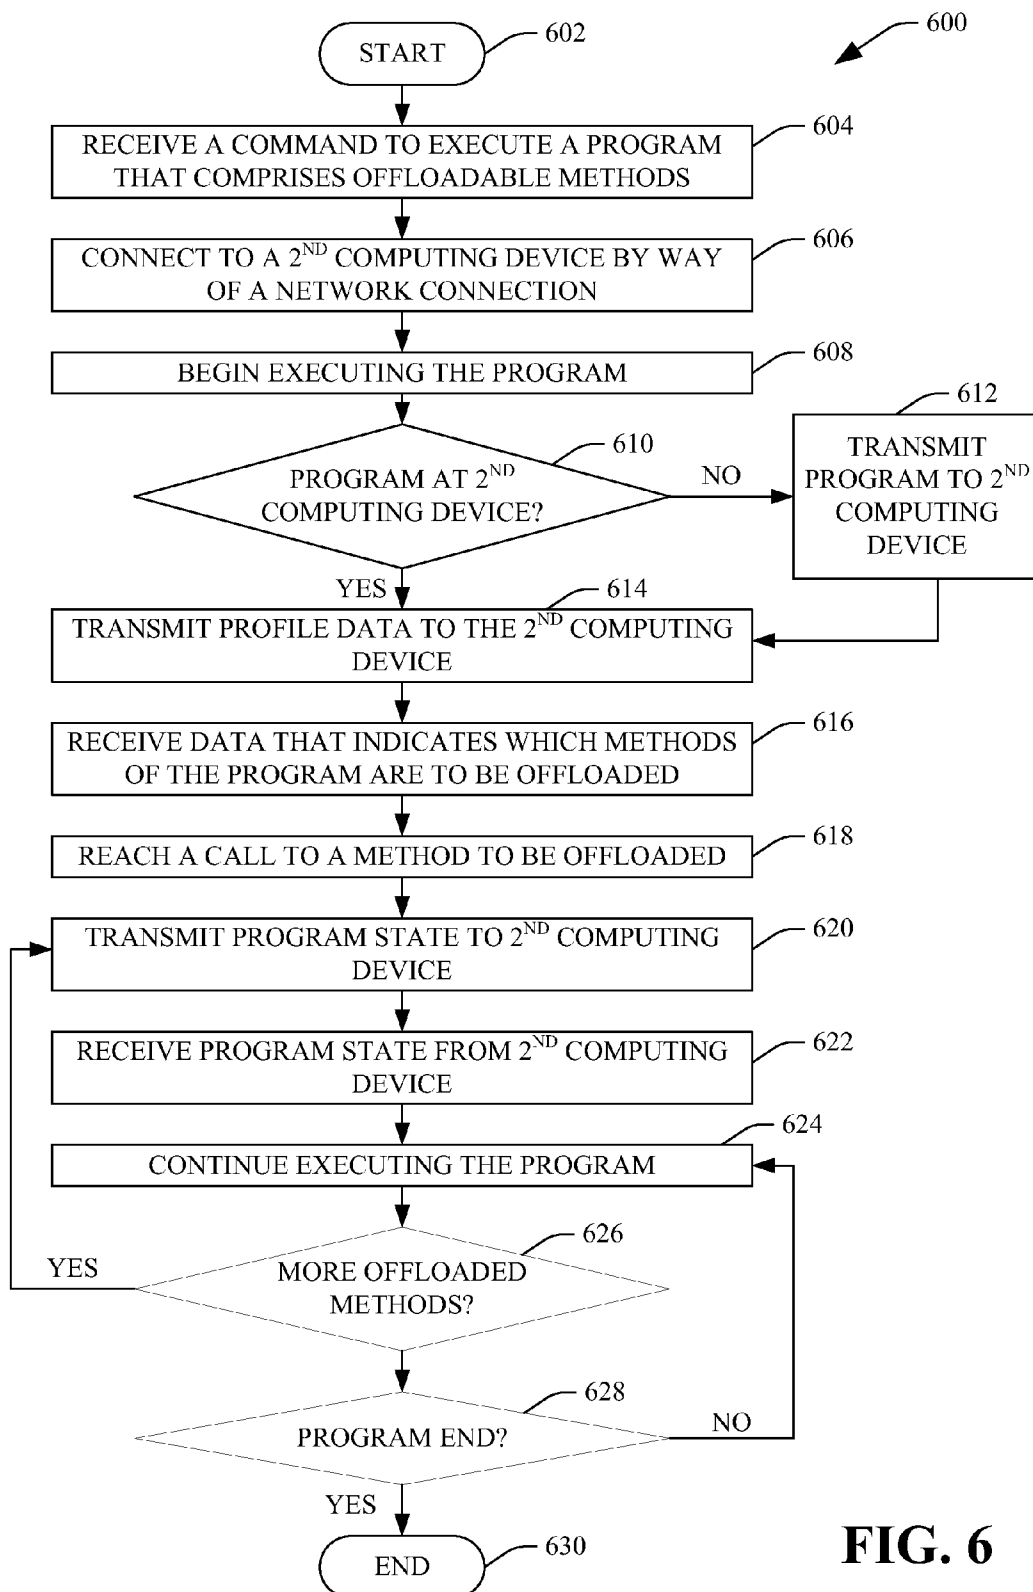 600
START
602
RECEIVE A COMMAND TO EXECUTE A PROGRAM
THAT COMPRISES OFFLOADABLE METHODS
604
CONNECT TO A 2ND COMPUTING DEVICE BY WAY
OF A NETWORK CONNECTION
606
BEGIN EXECUTING THE PROGRAM
608
PROGRAM AT 2ND
COMPUTING DEVICE?
610
NO
612
TRANSMIT
PROGRAM TO 2ND
COMPUTING
DEVICE
YES
614
TRANSMIT PROFILE DATA TO THE 2ND COMPUTING
DEVICE
RECEIVE DATA THAT INDICATES WHICH METHODS
OF THE PROGRAM ARE TO BE OFFLOADED
616
REACH A CALL TO A METHOD TO BE OFFLOADED
618
TRANSMIT PROGRAM STATE TO 2ND COMPUTING
DEVICE
620
RECEIVE PROGRAM STATE FROM 2ND COMPUTING
DEVICE
622
624
CONTINUE EXECUTING THE PROGRAM
626
YES
MORE OFFLOADED
METHODS?
628
PROGRAM END?
NO
YES
END
630
FIG. 6